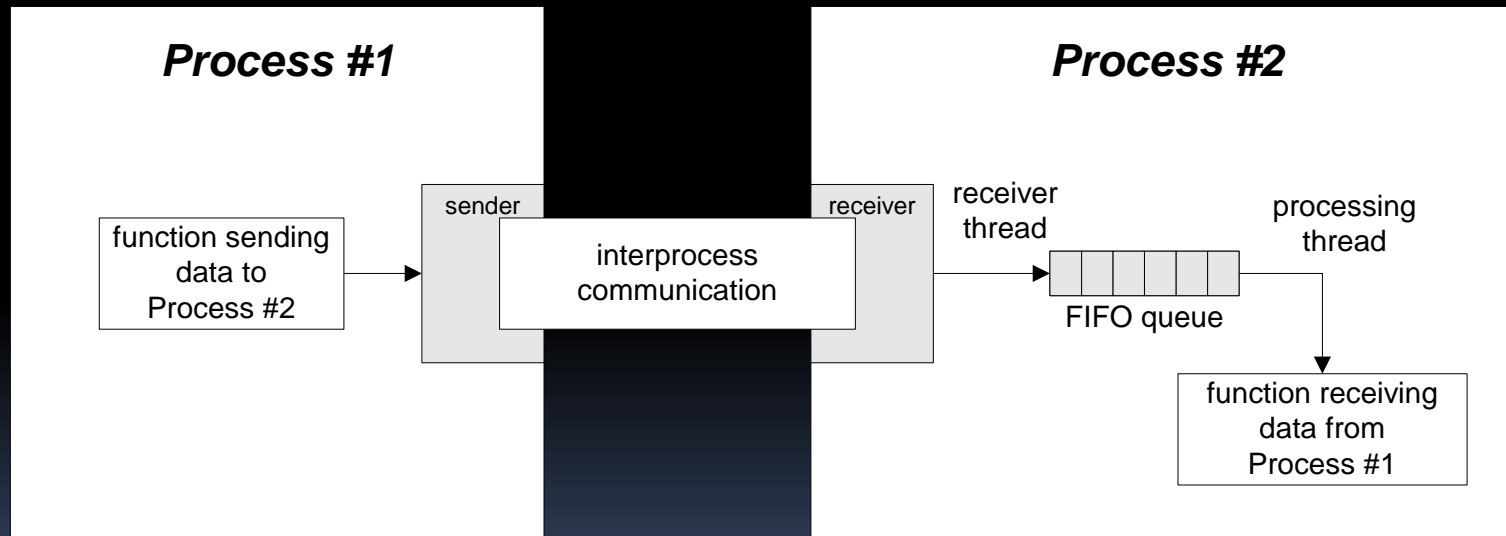 Process #1
Process #2
function sending
data to
Process #2
sender
interprocess
communication
receiver
receiver
thread
FIFO queue
processing
thread
function receiving
data from
Process #1